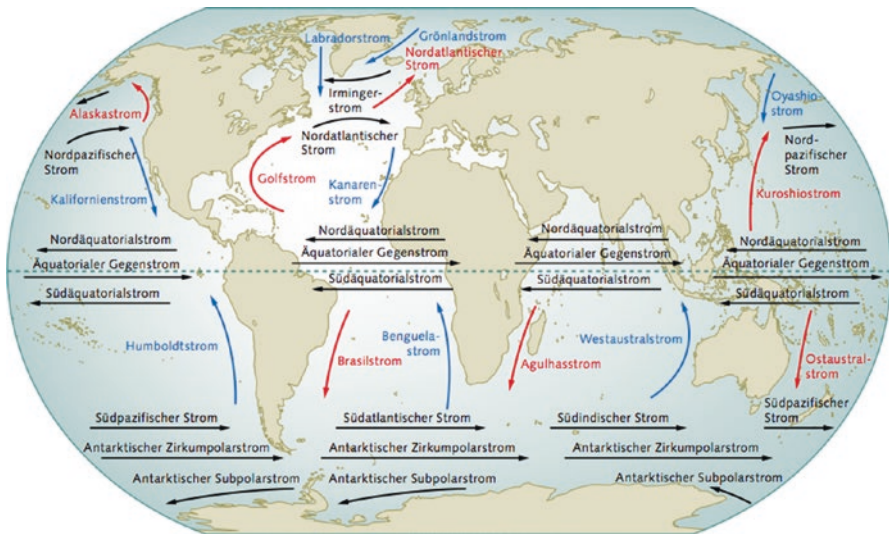 Labradorstrom
Grönlandstrom
Nordatlantischer
Strom
Irminger-
strom
Alaskastrom
Nordpazifischer
Strom
Nordatlantischer
Strom
Oyashio-
strom
Nord-
pazifischer
Strom
Golfstrom
Kanaren-
strom
Kalifornienstrom
Kuroshiostrom
Nordäquatorialstrom
Nordäquatorialstrom
Nordäquatorialstrom
Nordäquatorialstrom
Äquatorialer Gegenstrom
Äquatorialer Gegenstrom
Äquatorialer Gegenstrom
Äquatorialer Gegenstrom
Südäquatorialstrom
Südäquatorialstrom
Südäquatorialstrom
Südäquatorialstrom
Humboldtstrom
Brasilstrom
Benguela-
strom
Agulhasstrom
Westaustralstrom
Ostaustral-
strom
Südpazifischer Strom
Südatlantischer Strom
Südindischer Strom
Südpazifischer
Strom
Antarktischer Zirkumpolarstrom
Antarktischer Zirkumpolarstrom
Antarktischer Zirkumpolarstrom
Antarktischer Subpolarstrom
Antarktischer Subpolarstrom
Antarktischer Subpolarstrom